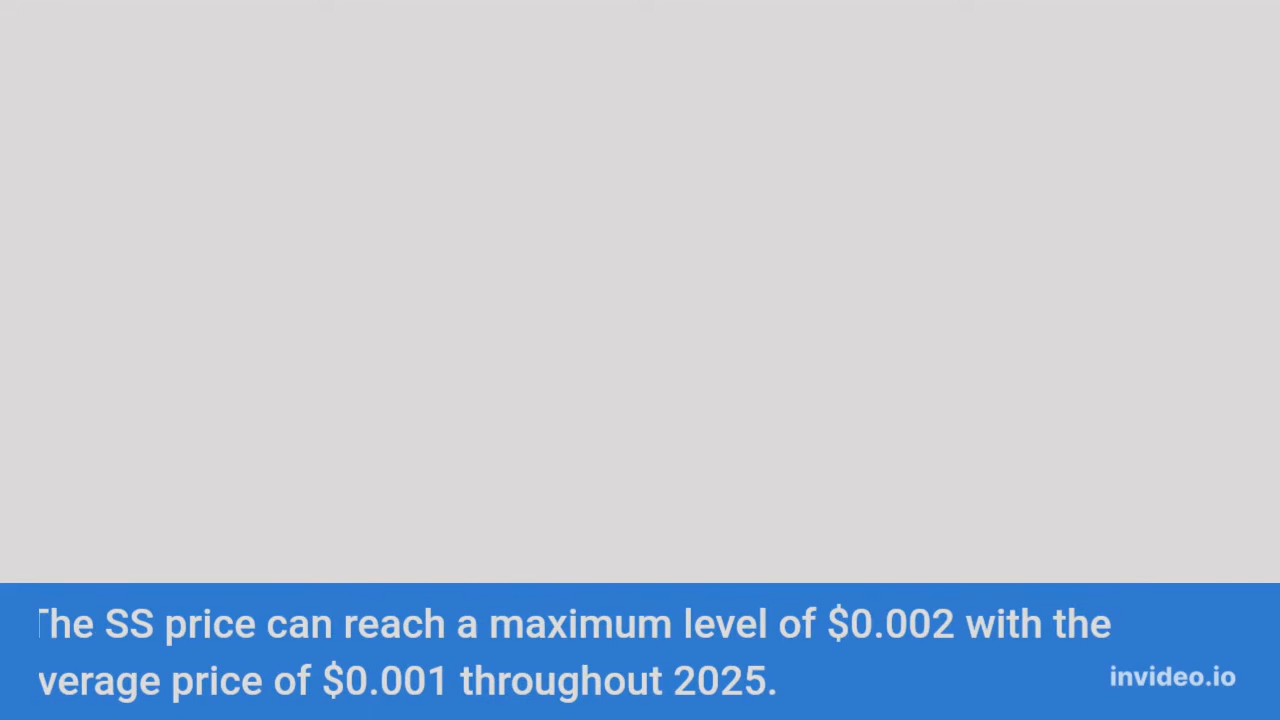 The SS price can reach a maximum level of $0.002 with the
verage price of $0.001 throughout 2025.
invideo.io